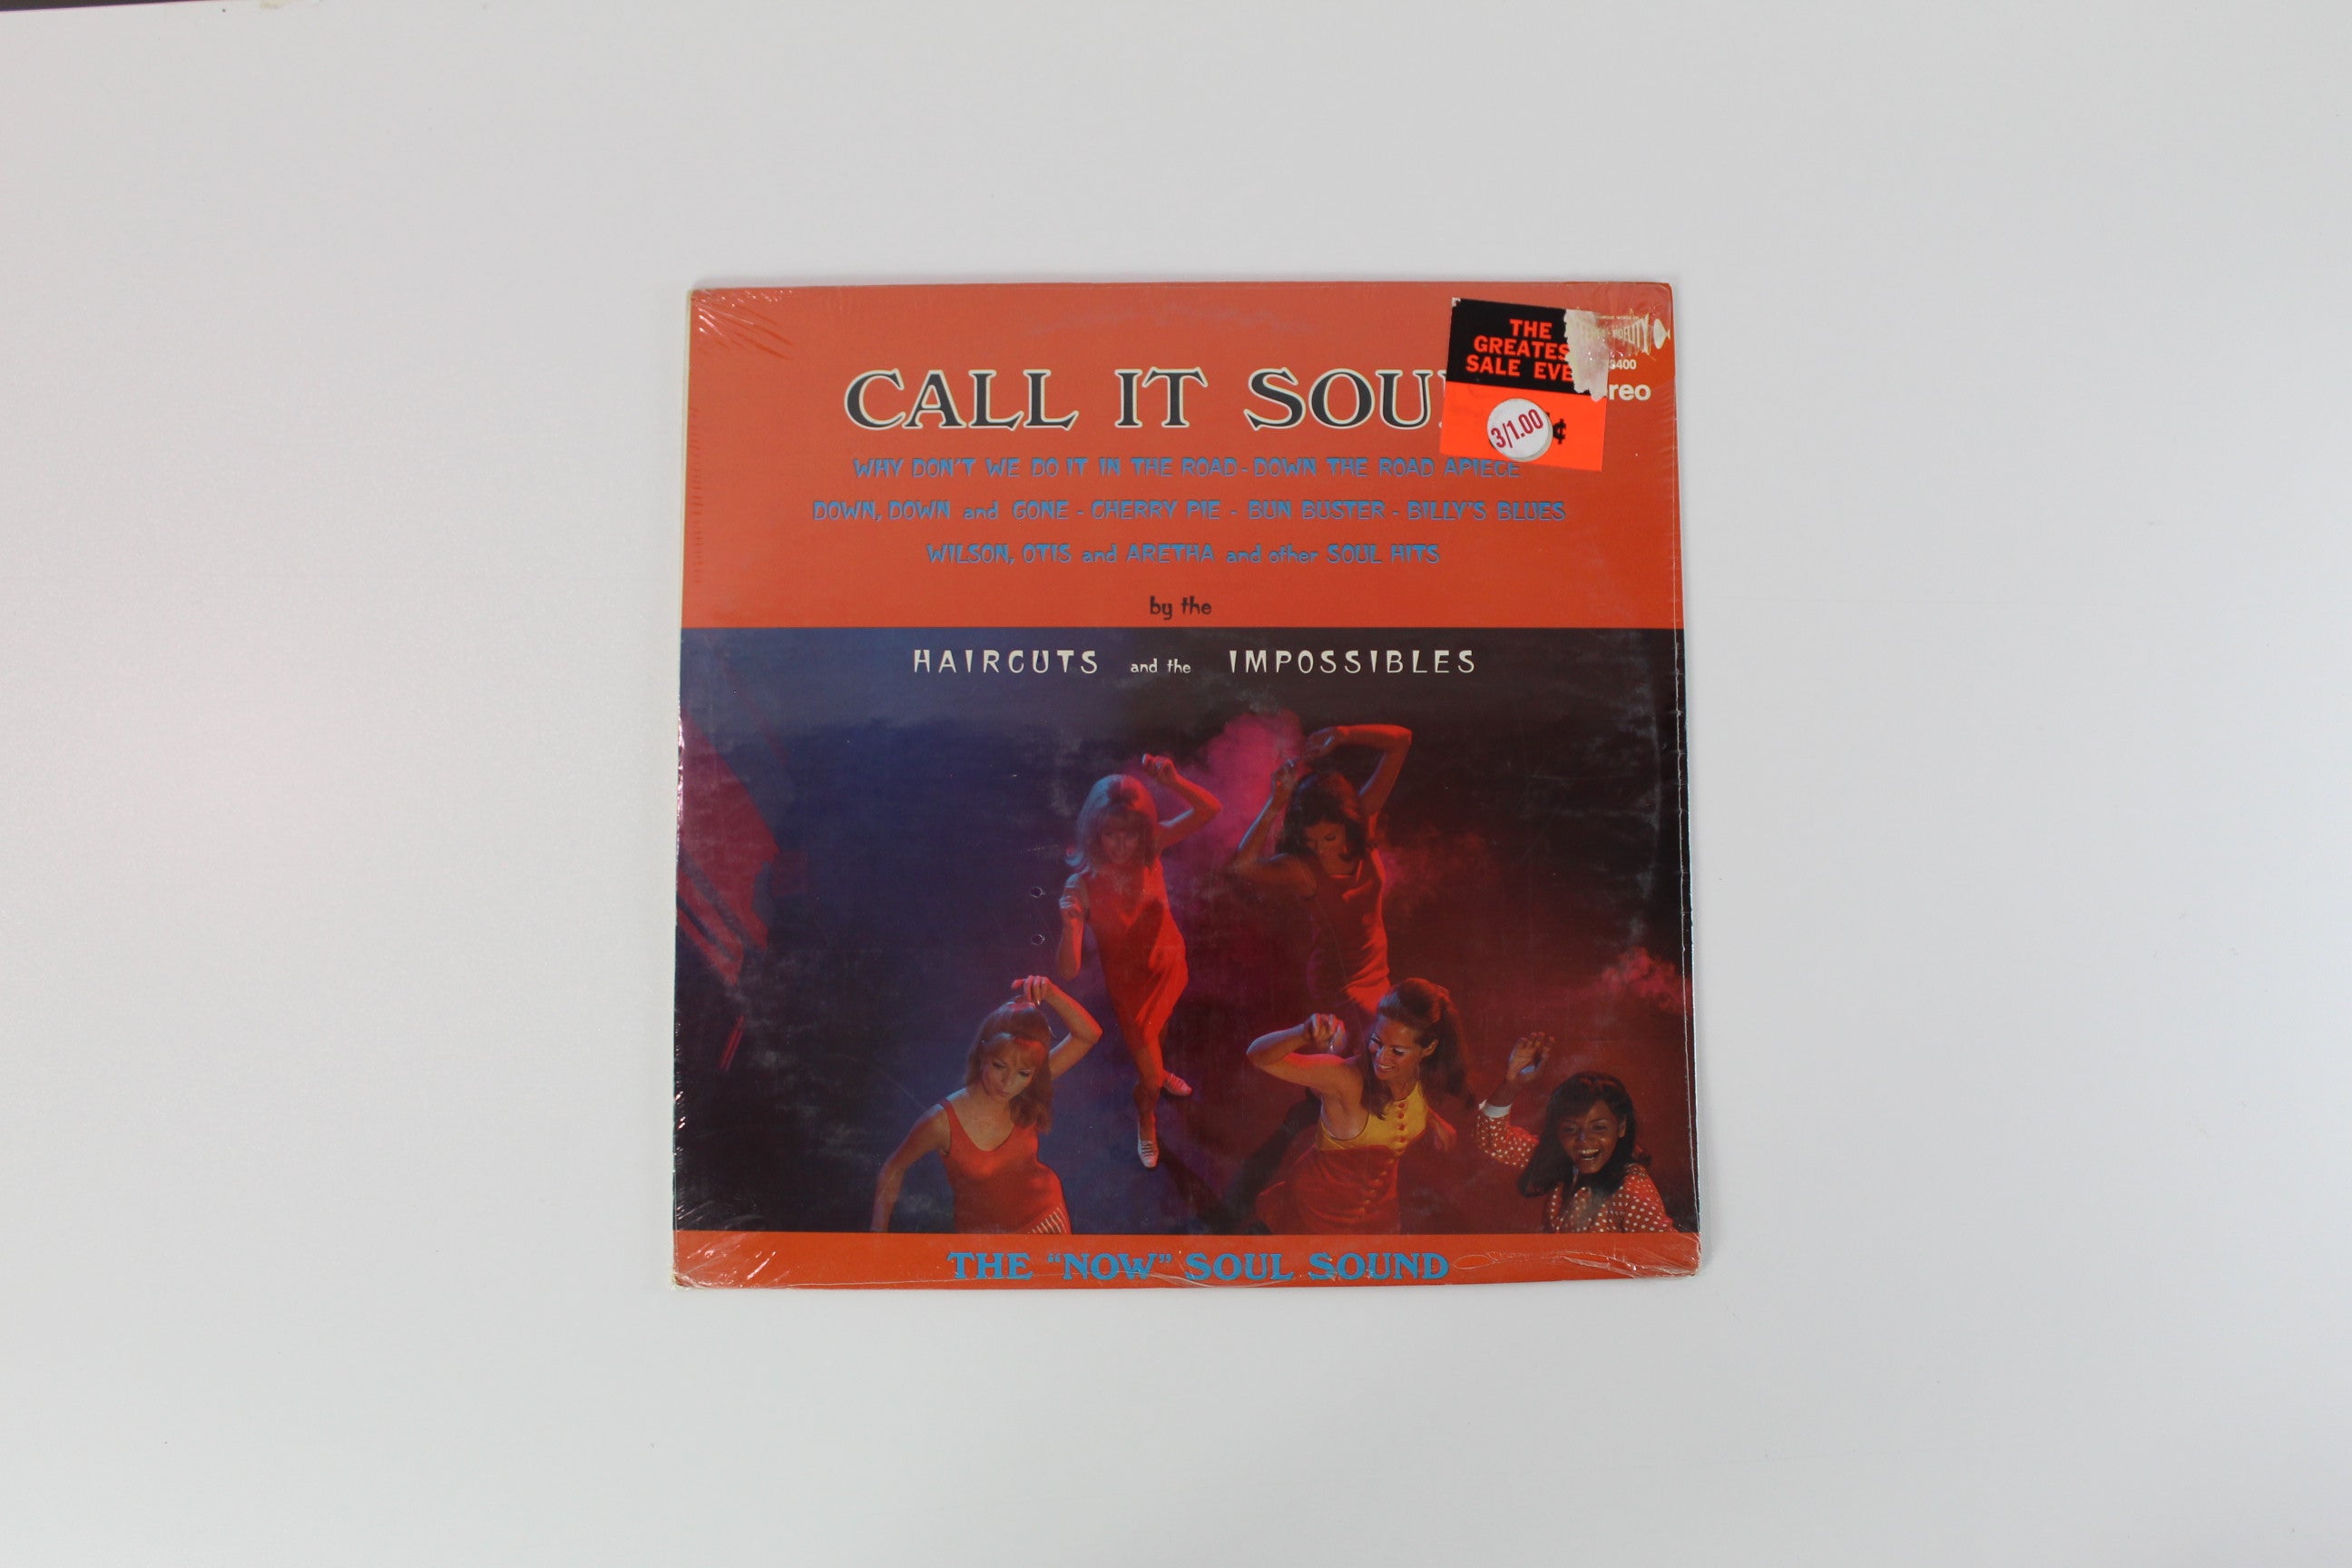 CALL IT SOU
THE
GREATES
SALE EVE
3/1.00
¢
3400
reo
WHY DON'T WE DO IT IN THE ROAD - DOWN THE ROAD APIECE
DOWN, DOWN and GONE - CHERRY PIE - BUN BUSTER - BILLY'S BLUES
WILSON, OTIS and ARETHA and other SOUL HITS
by the
HAIRCUTS and the IMPOSSIBLES
THE "NOW" SOUL SOUND